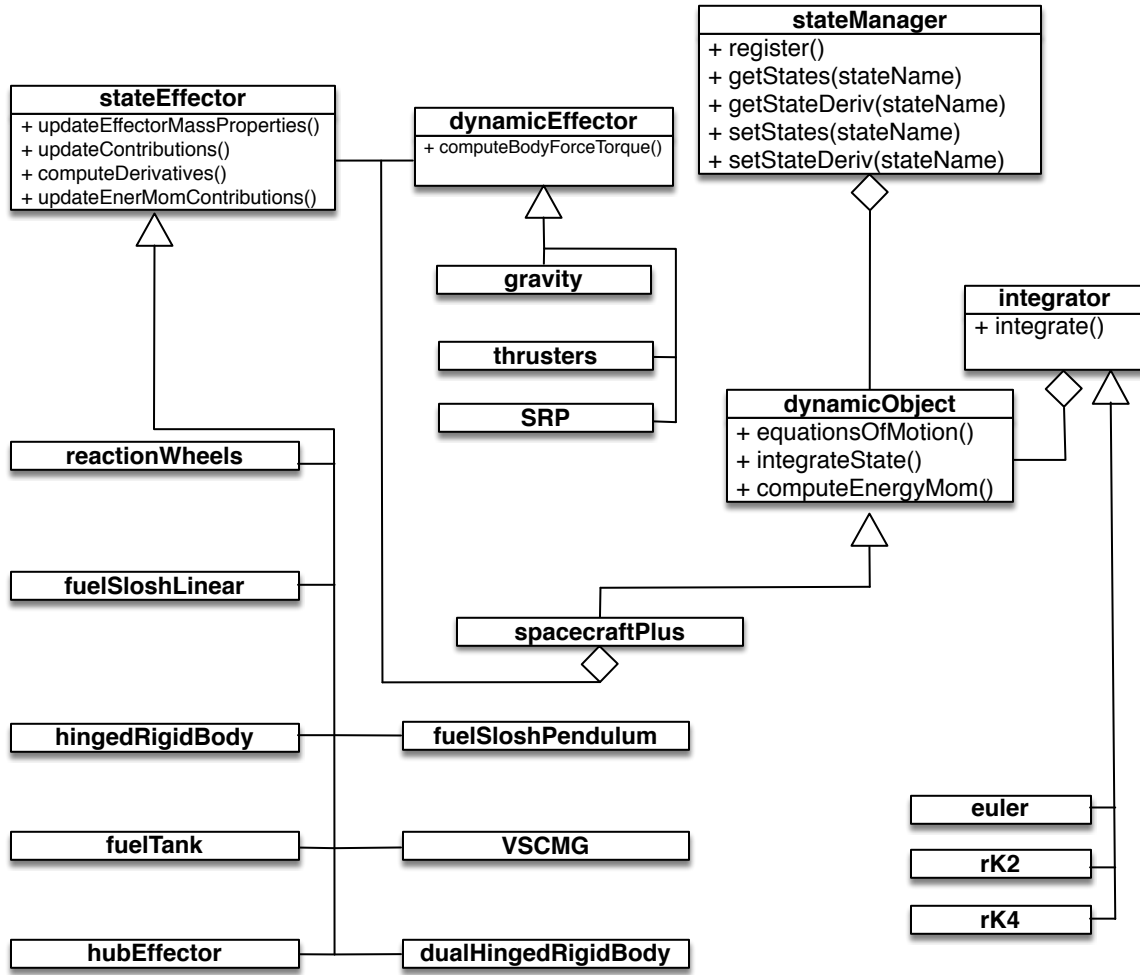 stateManager
+ register()
+ getStates(stateName)
+ getStateDeriv(stateName)
+ setStates(stateName)
+ setStateDeriv(stateName)
stateEffector
+ updateEffectorMassProperties()
+ updateContributions()
+ computeDerivatives()
+ updateEnerMomContributions()
dynamicEffector
+ computeBodyForceTorque()
gravity
thrusters
SRP
integrator
+ integrate()
dynamicObject
+ equationsOfMotion()
+ integrateState()
+ computeEnergyMom()
reactionWheels
fuelSloshLinear
spacecraftPlus
hingedRigidBody
fuelSloshPendulum
fuelTank
VSCMG
hubEffector
dualHingedRigidBody
euler
rK2
rK4